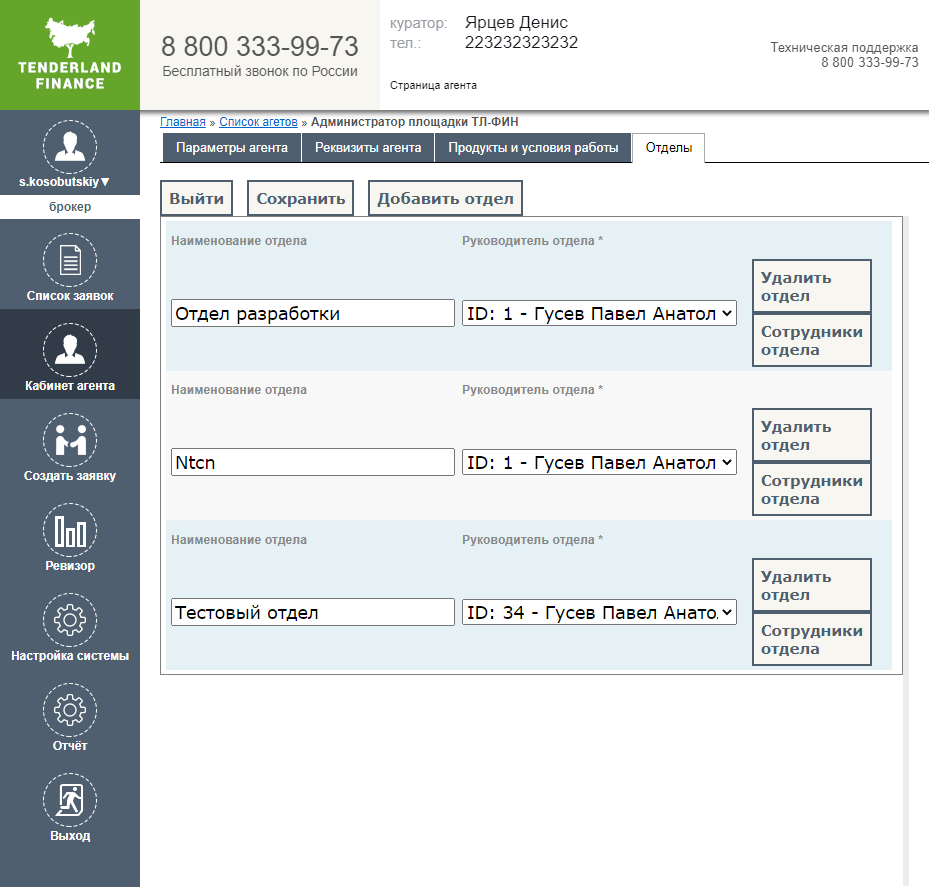 TENDERLAND
FINANCE
8 800 333-99-73
Бесплатный звонок по России
куратор: Ярцев Денис
тел.: 223232323232
Страница агента
Техническая поддержка
8 800 333-99-73
s.kosobutskiy▼
брокер
Список заявок
Кабинет агента
Создать заявку
Ревизор
Настройка системы
Отчёт
Выход
Главная » Список агетов » Администратор площадки ТЛ-ФИН
Параметры агента Реквизиты агента Продукты и условия работы Отделы
Выйти Сохранить Добавить отдел
Наименование отдела Руководитель отдела *
Отдел разработки ID: 1 - Гусев Павел Анатол
Удалить
отдел
Сотрудники
отдела
Наименование отдела Руководитель отдела *
Ntcn ID: 1 - Гусев Павел Анатол
Удалить
отдел
Сотрудники
отдела
Наименование отдела Руководитель отдела *
Тестовый отдел ID: 34 - Гусев Павел Анато.
Удалить
отдел
Сотрудники
отдела